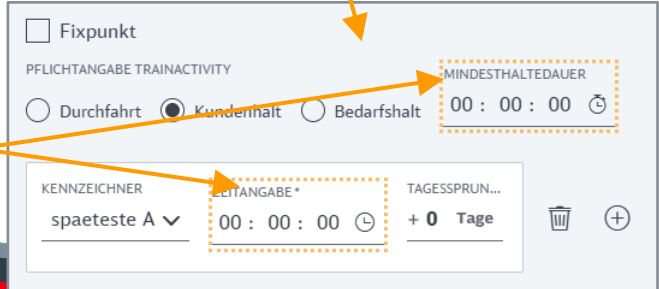 Fixpunkt
PFLICHTANGABE TRAINACTIVITY
MINDESTHALTEDAUER
Durchfahrt Kundenhalt Bedarfshalt 00 : 00 : 00
KENNZEICHNER ZEITANGABE* TAGESSPRUN...
spaeteste A 00 : 00 : 00 + 0 Tage